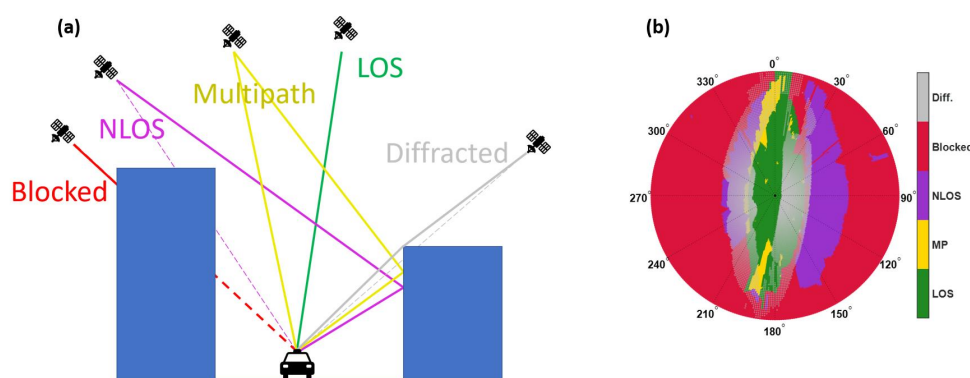 (a)
LOS
Multipath
NLOS
Diffracted
Blocked
(b)
0°
30°
60°
90°
120°
150°
180°
210°
240°
270°
300°
330°
Diff.
Blocked
NLOS
MP
LOS